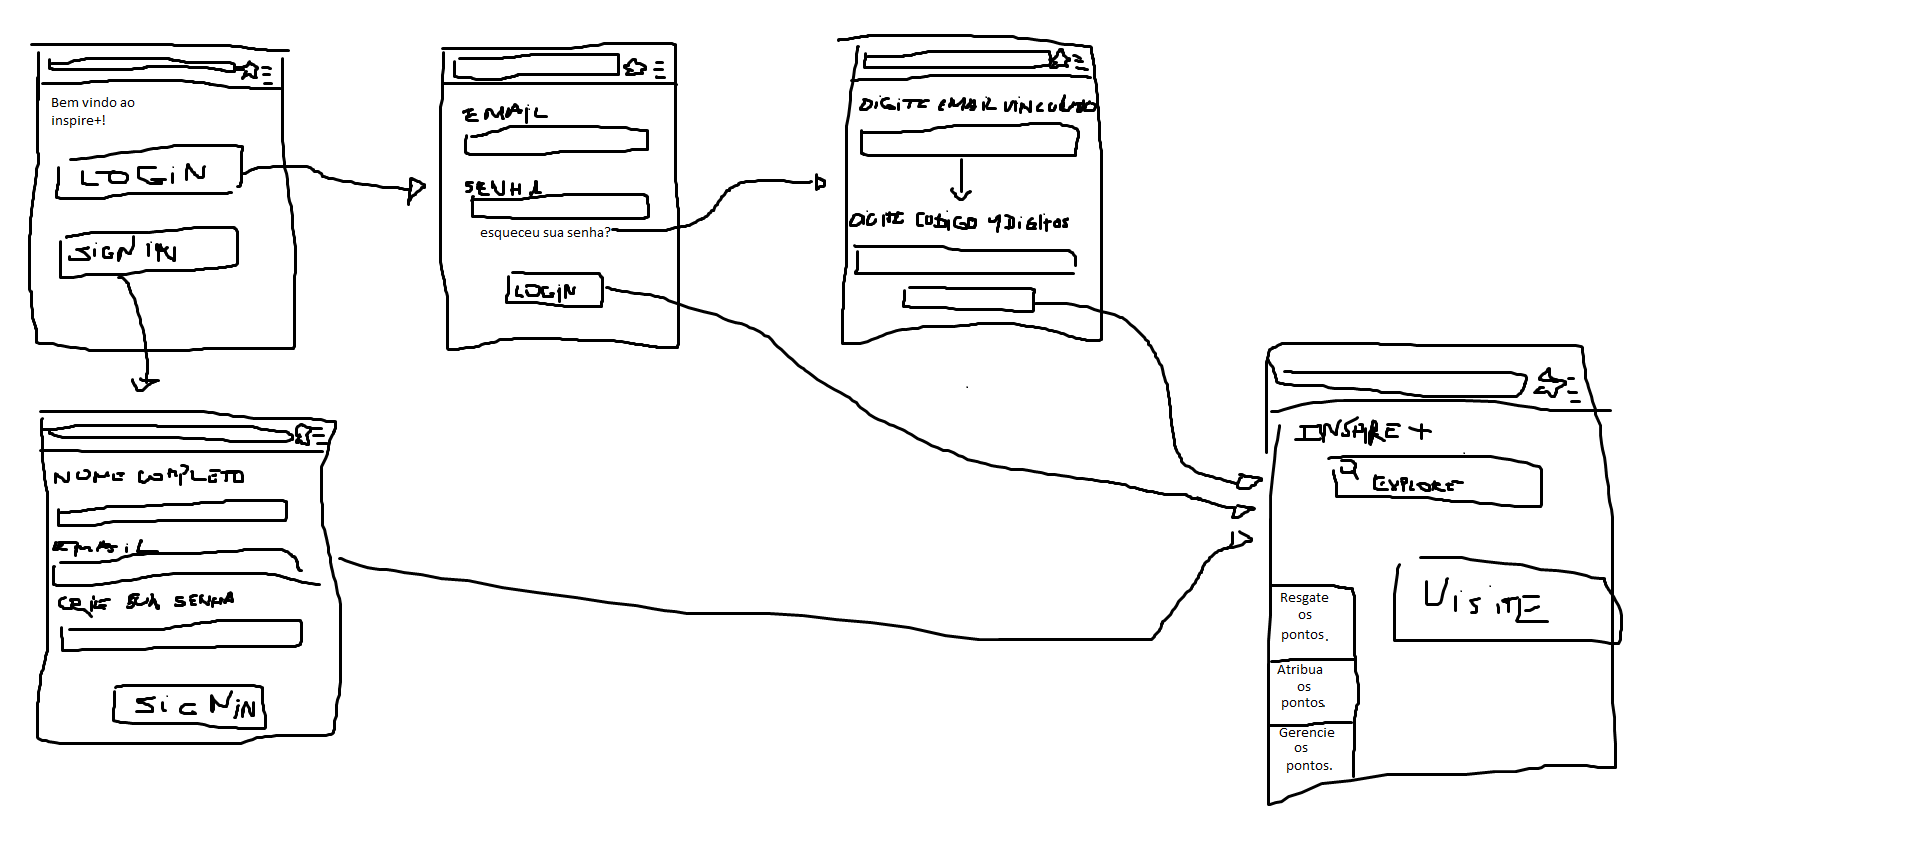 Bem vindo ao
inspire+!
LOGIN
SIGN IN
EMAIL
SENHA
esqueceu sua senha?
LOGIN
DIGITE EMAIL VINCULADO
DIGITE CODIGO 4 DIGITOS
NOME COMPLETO
EMAIL
CRIE SUA SENHA
SIGN iN
INSPIRE +
EXPLORE
VISITE
Resgate
os
pontos.
Atribua
os
pontos.
Gerencie
os
pontos.